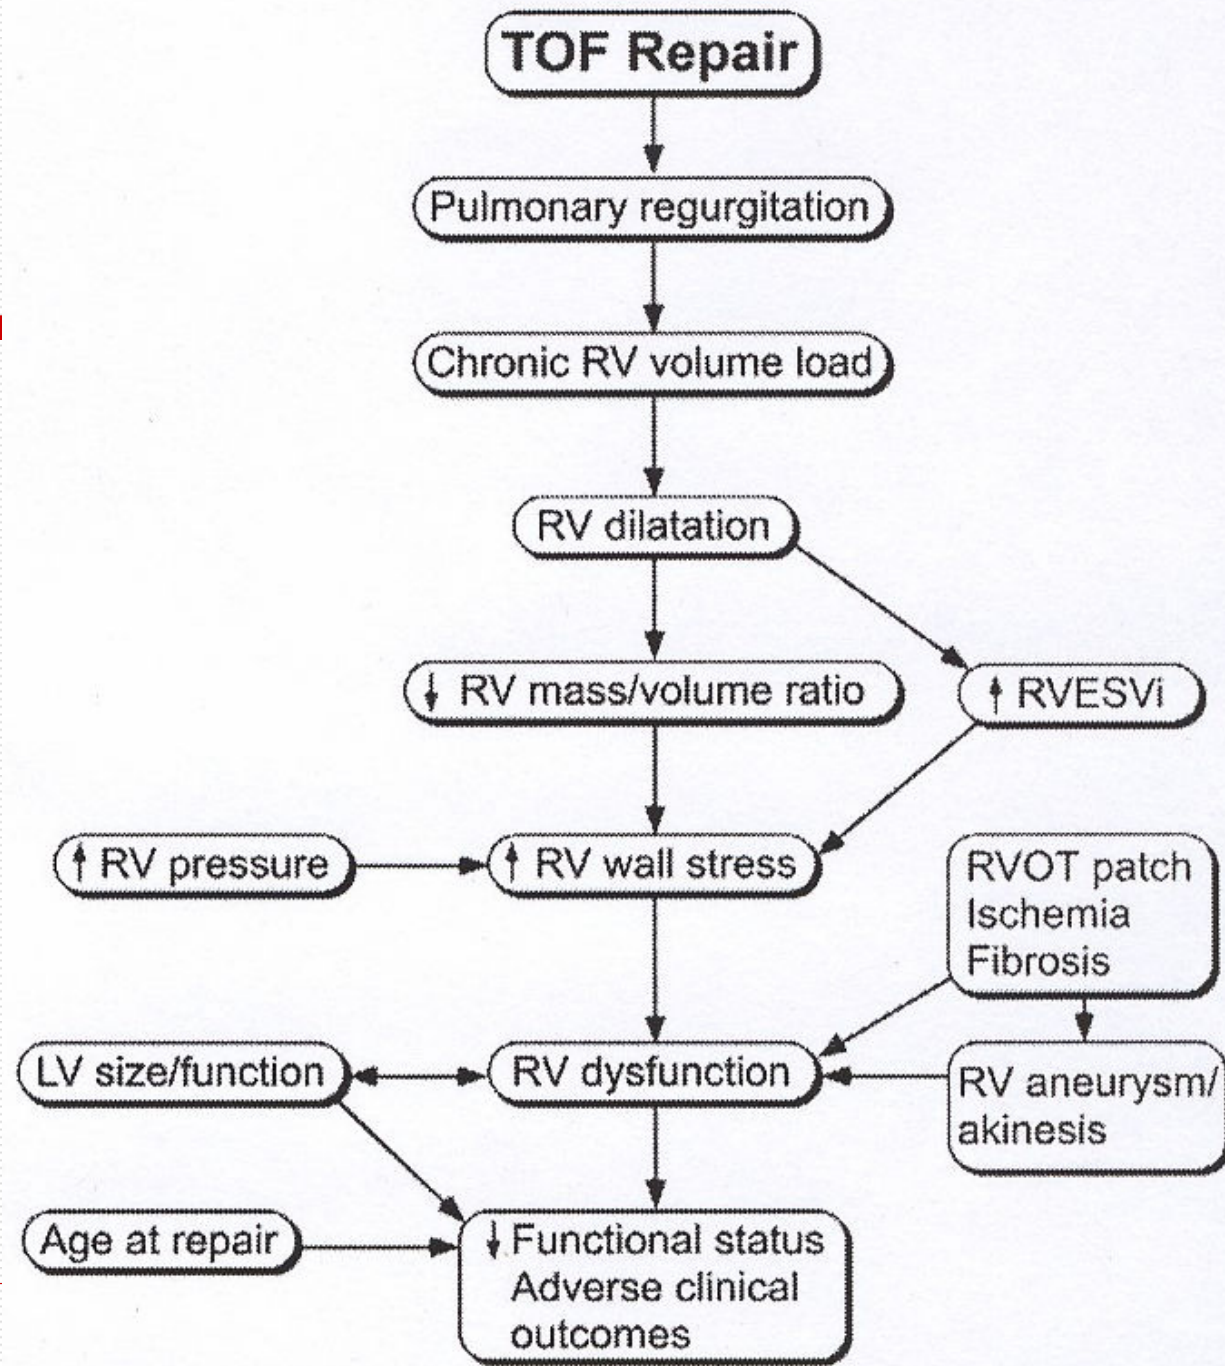 TOF Repair
Pulmonary regurgitation
Chronic RV volume load
RV dilatation
↓ RV mass/volume ratio
↑ RVESVi
↑ RV pressure
↑ RV wall stress
RVOT patch
Ischemia
Fibrosis
LV size/function
RV dysfunction
RV aneurysm/
akinesis
Age at repair
↓ Functional status
Adverse clinical
outcomes